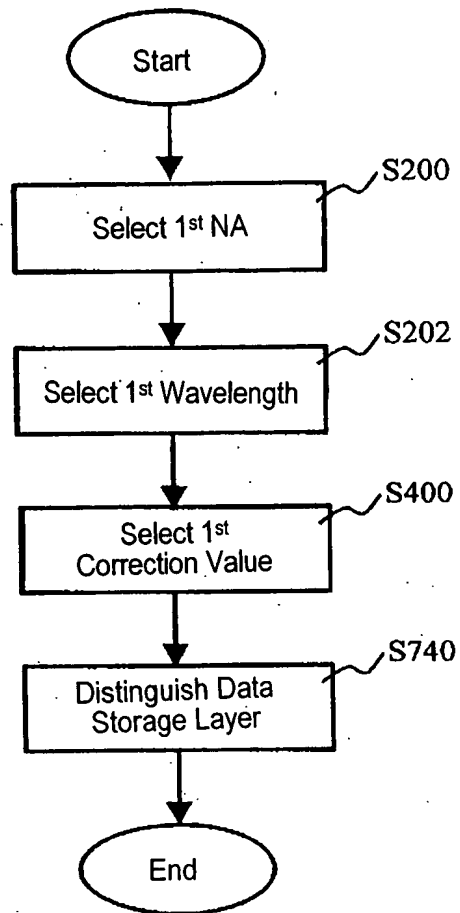 Start
S200
Select 1st NA
S202
Select 1st Wavelength
S400
Select 1st
Correction Value
S740
Distinguish Data
Storage Layer
End